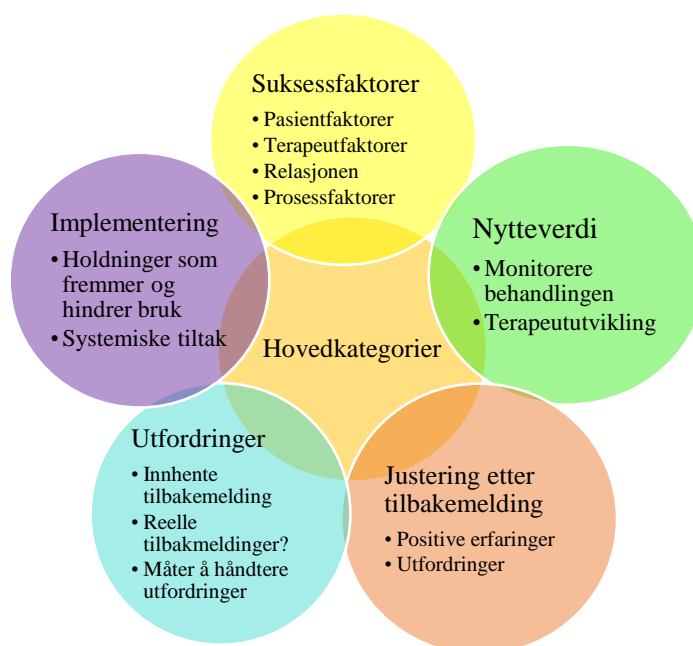 Suksessfaktorer
• Pasientfaktorer
• Terapeutfaktorer
• Relasjonen
• Prosessfaktorer
Nytteverdi
• Monitorere
behandlingen
• Terapeututvikling
Justering etter
tilbakemelding
• Positive erfaringer
• Utfordringer
Utfordringer
• Innhente
tilbakemelding
• Reelle
tilbakmeldinger?
• Måter å håndtere
utfordringer
Implementering
• Holdninger som
fremmer og
hindrer bruk
• Systemiske tiltak
Hovedkategorier